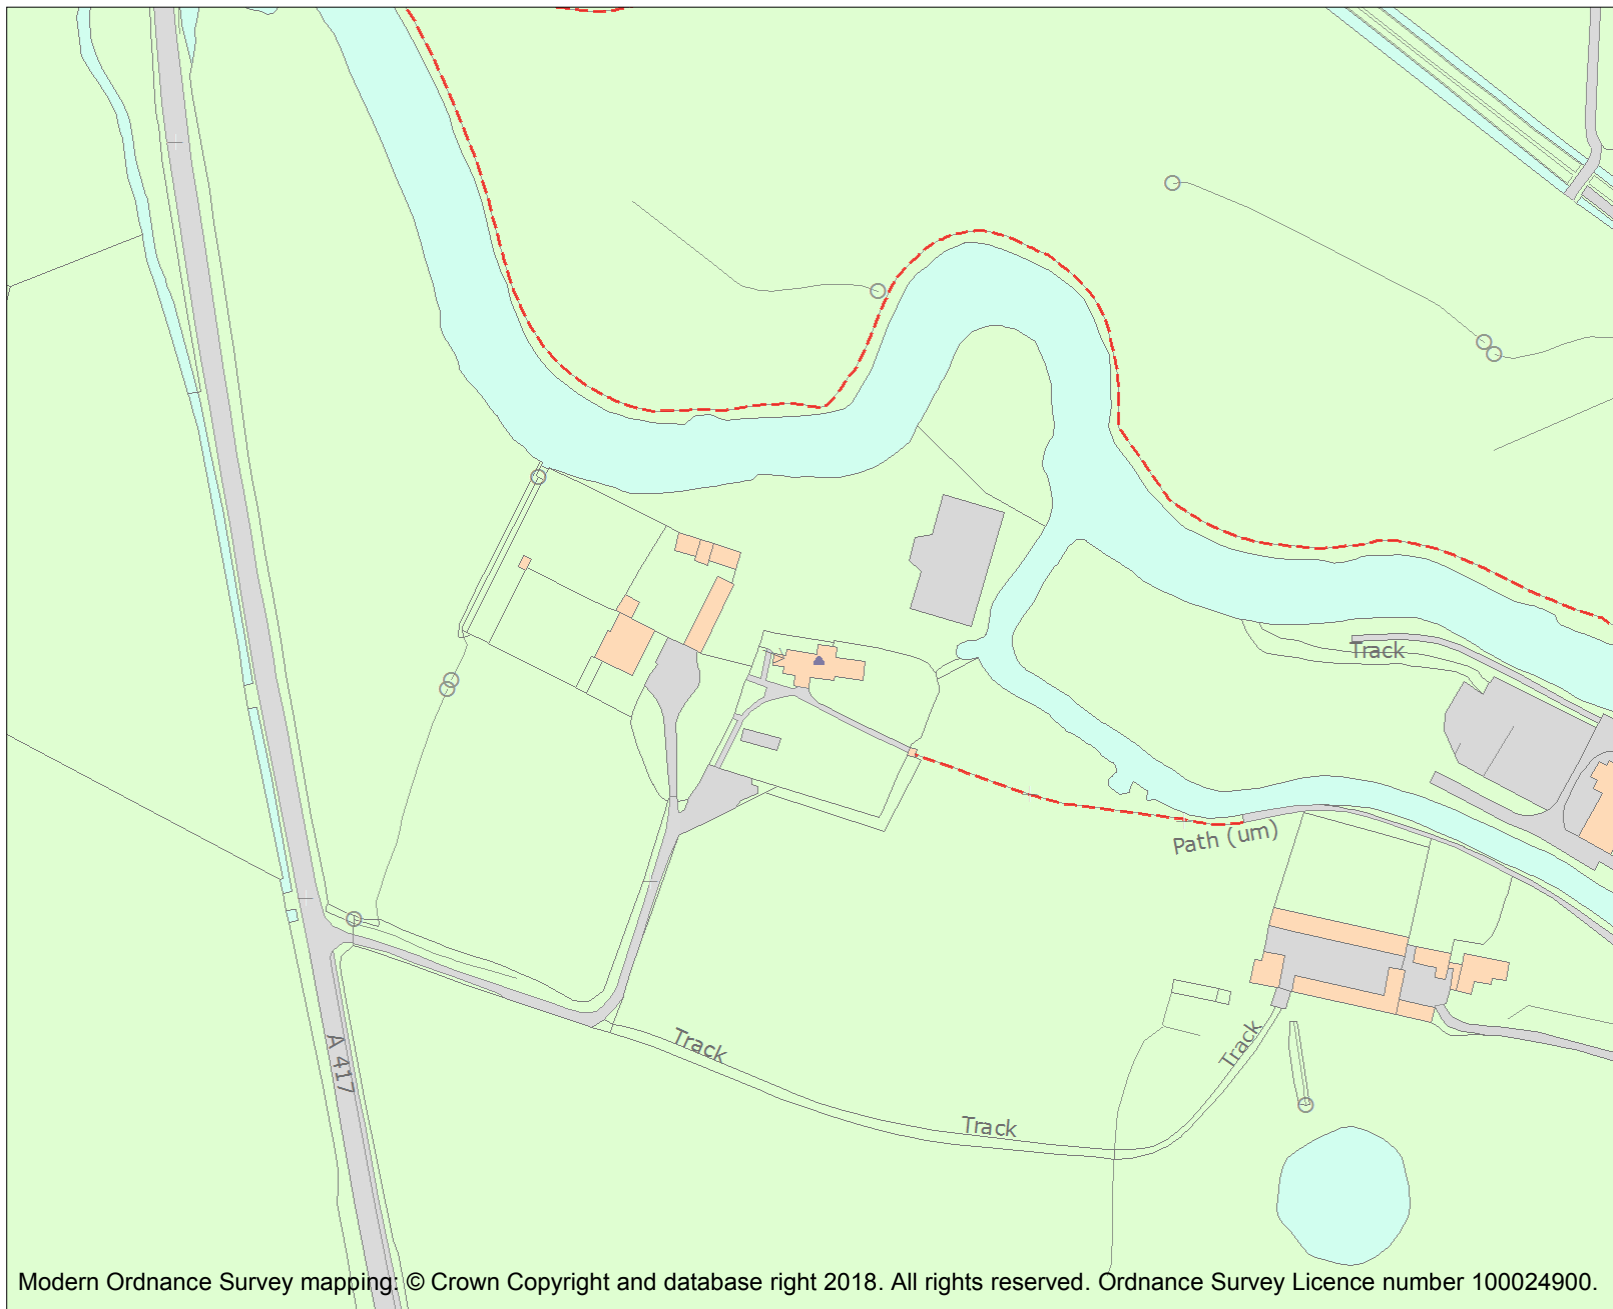 Track
Path (um)
A 417
Track
Track
Track
Modern Ordnance Survey mapping: © Crown Copyright and database right 2018. All rights reserved. Ordnance Survey Licence number 100024900.